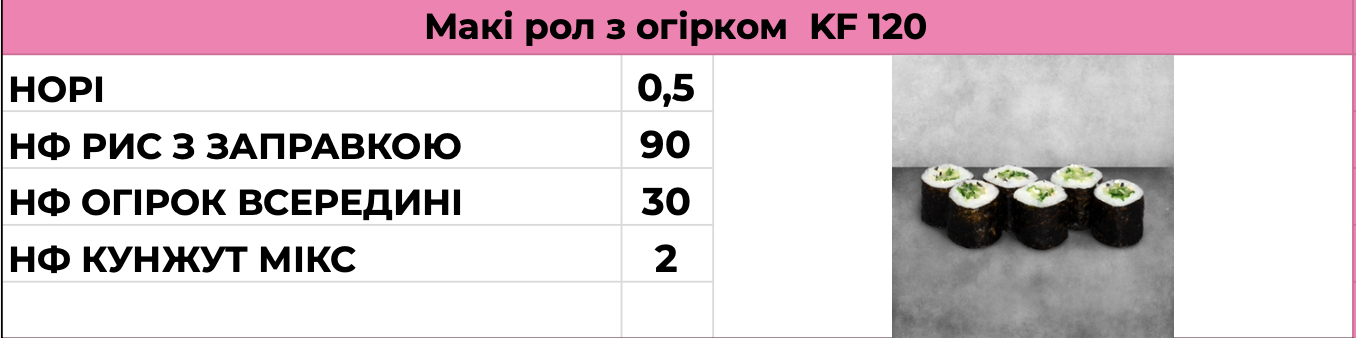 Макі рол з огірком KF 120
НОРІ 0,5
НФ РИС З ЗАПРАВКОЮ 90
НФ ОГІРОК ВСЕРЕДИНІ 30
НФ КУНЖУТ МІКС 2